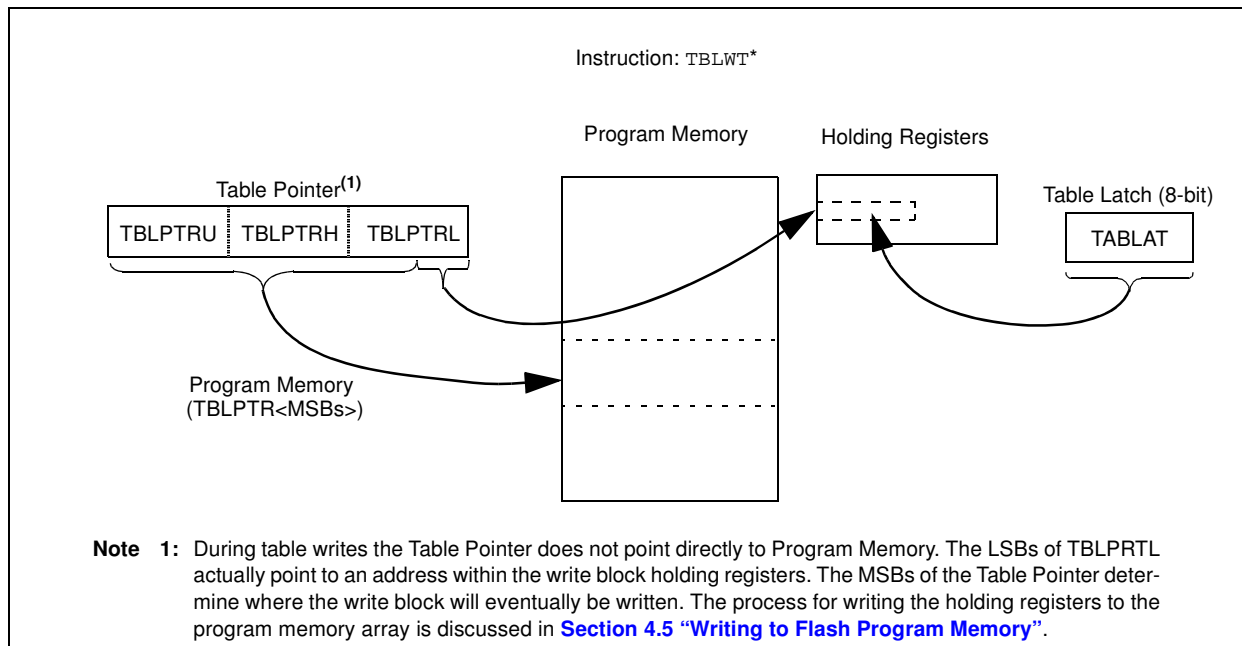 Instruction: TBLWT*
Program Memory
Holding Registers
Table Pointer(1)
Table Latch (8-bit)
TBLPTRU
TBLPTRH
TBLPTRL
TABLAT
Program Memory
(TBLPTR<MSBs>)
Note 1: During table writes the Table Pointer does not point directly to Program Memory. The LSBs of TBLPRTL
actually point to an address within the write block holding registers. The MSBs of the Table Pointer deter-
mine where the write block will eventually be written. The process for writing the holding registers to the
program memory array is discussed in Section 4.5 “Writing to Flash Program Memory”.